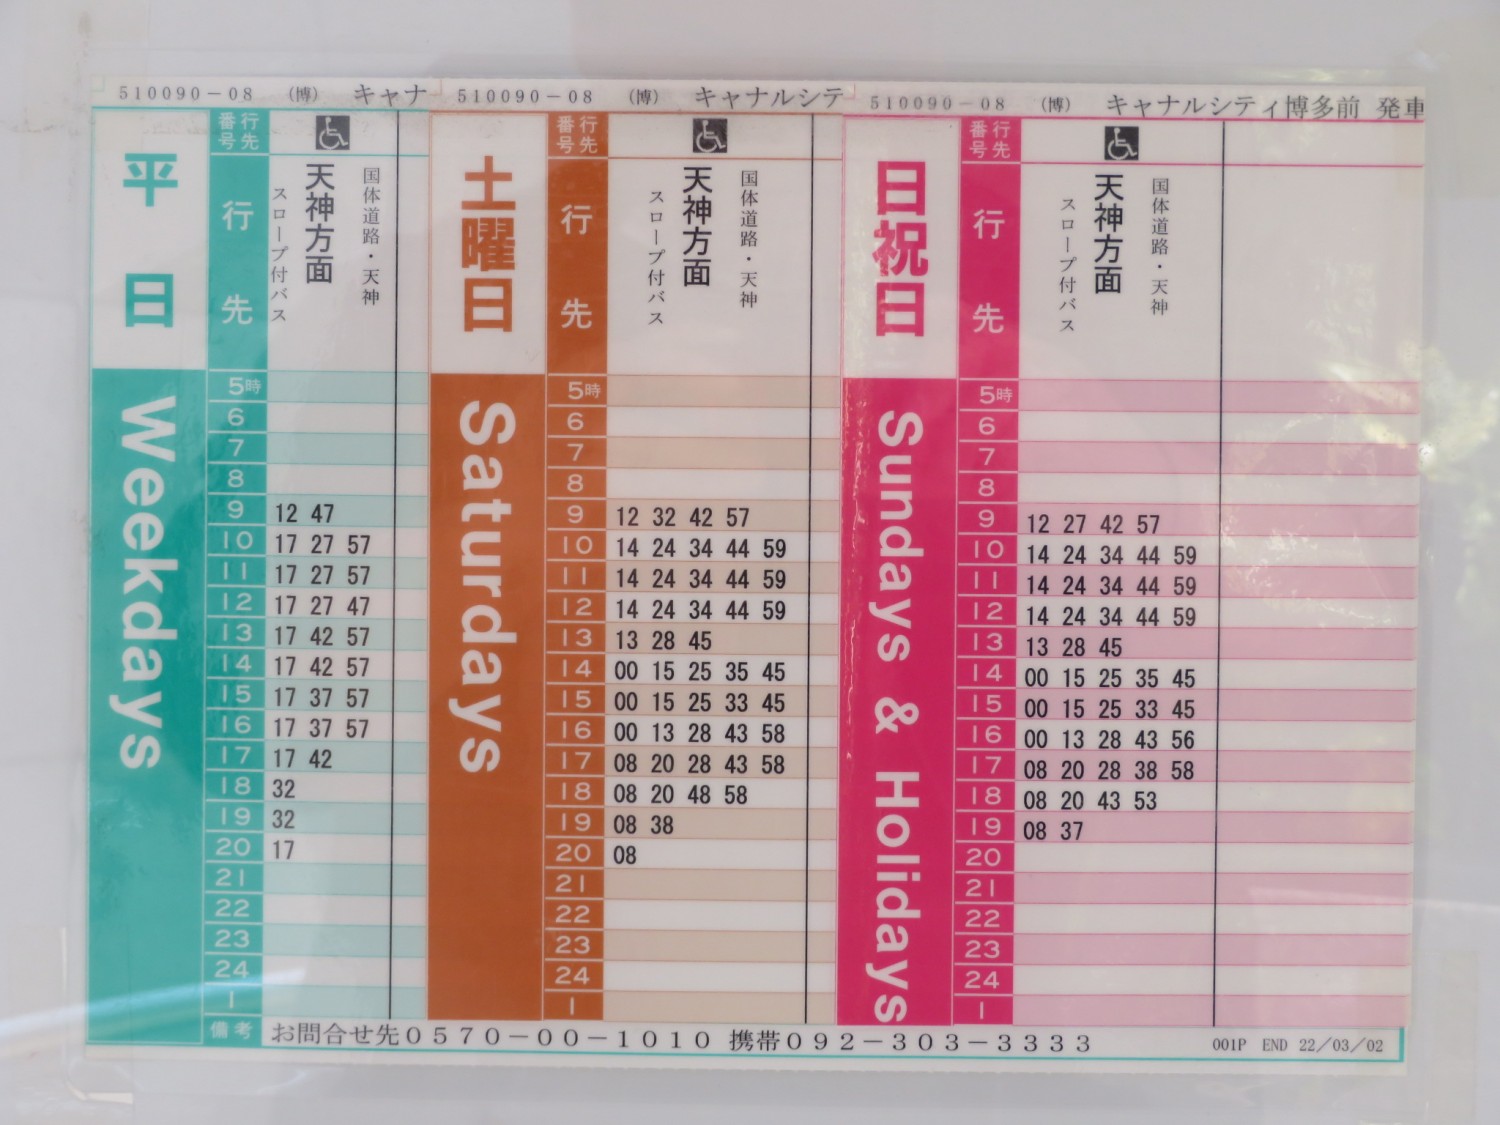 510090-08 (博) キャナ
番号 行先
平日
行先
国体道路・天神
天神方面
スロープ付バス
Weekdays
5時
6
7
8
9 12 47
10 17 27 57
11 17 27 57
12 17 27 47
13 17 42 57
14 17 42 57
15 17 37 57
16 17 37 57
17 17 42
18 32
19 32
20 17
21
22
23
24
1
510090-08 (博) キャナルシテ
番号 行先
土曜日
行先
国体道路・天神
天神方面
スロープ付バス
Saturdays
5時
6
7
8
9 12 32 42 57
10 14 24 34 44 59
11 14 24 34 44 59
12 14 24 34 44 59
13 13 28 45
14 00 15 25 35 45
15 00 15 25 33 45
16 00 13 28 43 58
17 08 20 28 43 58
18 08 20 48 58
19 08 38
20 08
21
22
23
24
1
510090-08 (博) キャナルシティ博多前 発車
番号 行先
日祝日
行先
国体道路・天神
天神方面
スロープ付バス
Sundays & Holidays
5時
6
7
8
9 12 27 42 57
10 14 24 34 44 59
11 14 24 34 44 59
12 14 24 34 44 59
13 13 28 45
14 00 15 25 35 45
15 00 15 25 33 45
16 00 13 28 43 56
17 08 20 28 38 58
18 08 20 43 53
19 08 37
20
21
22
23
24
1
備考 お問合せ先0570-00-1010 携帯092-303-3333 001P END 22/03/02